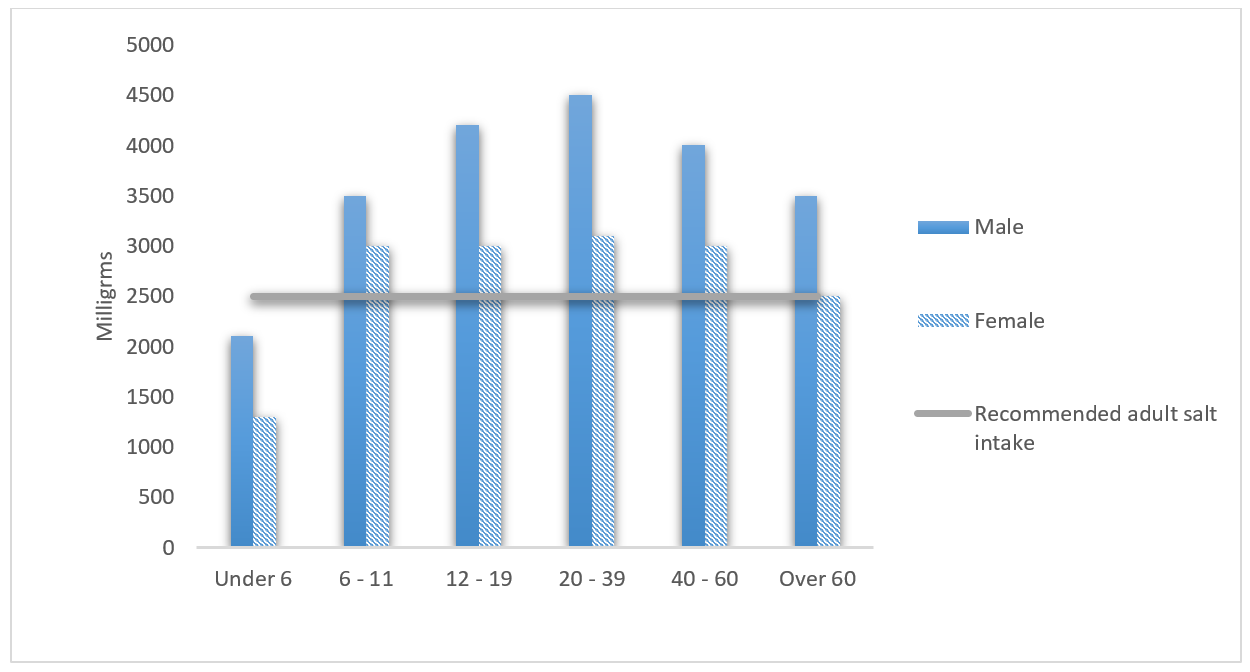 5000
4500
4000
3500
3000
2500
2000
1500
1000
500
0
Milligrms
Under 6
6 - 11
12 - 19
20 - 39
40 - 60
Over 60
Male
Female
Recommended adult salt
intake